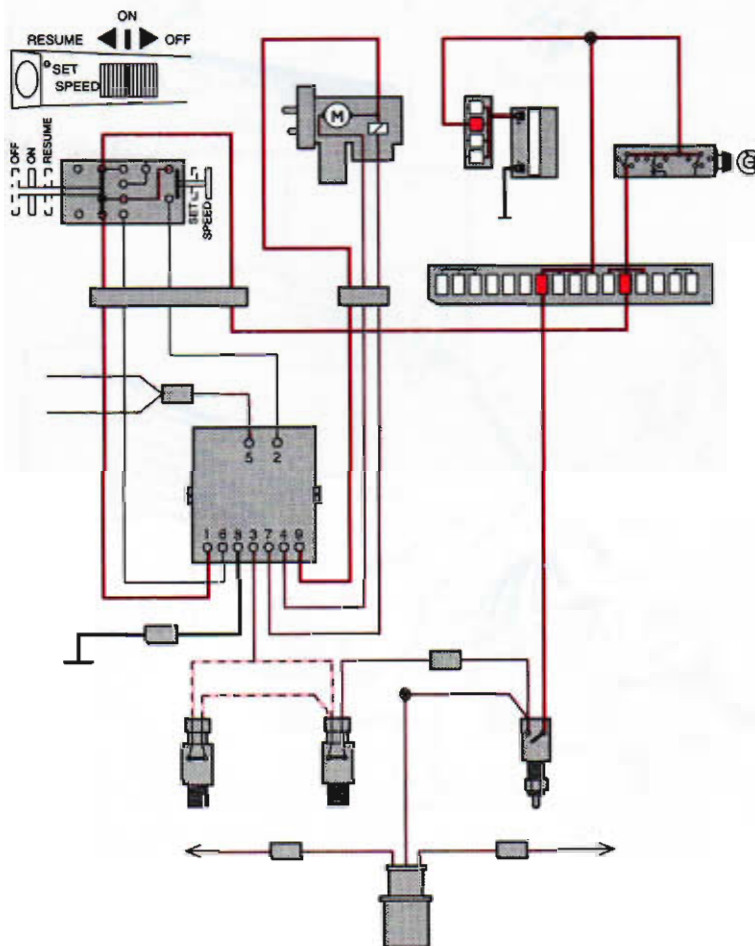 ON
RESUME OFF
SET
SPEED
OFF
ON
RESUME
SET
SPEED
M
5 2
1 6 8 3 7 4 9